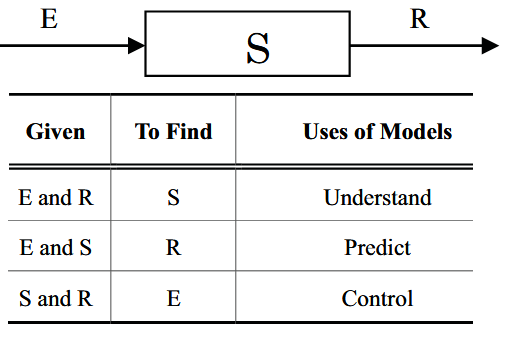 E R
S
Given To Find Uses of Models
E and R S Understand
E and S R Predict
S and R E Control